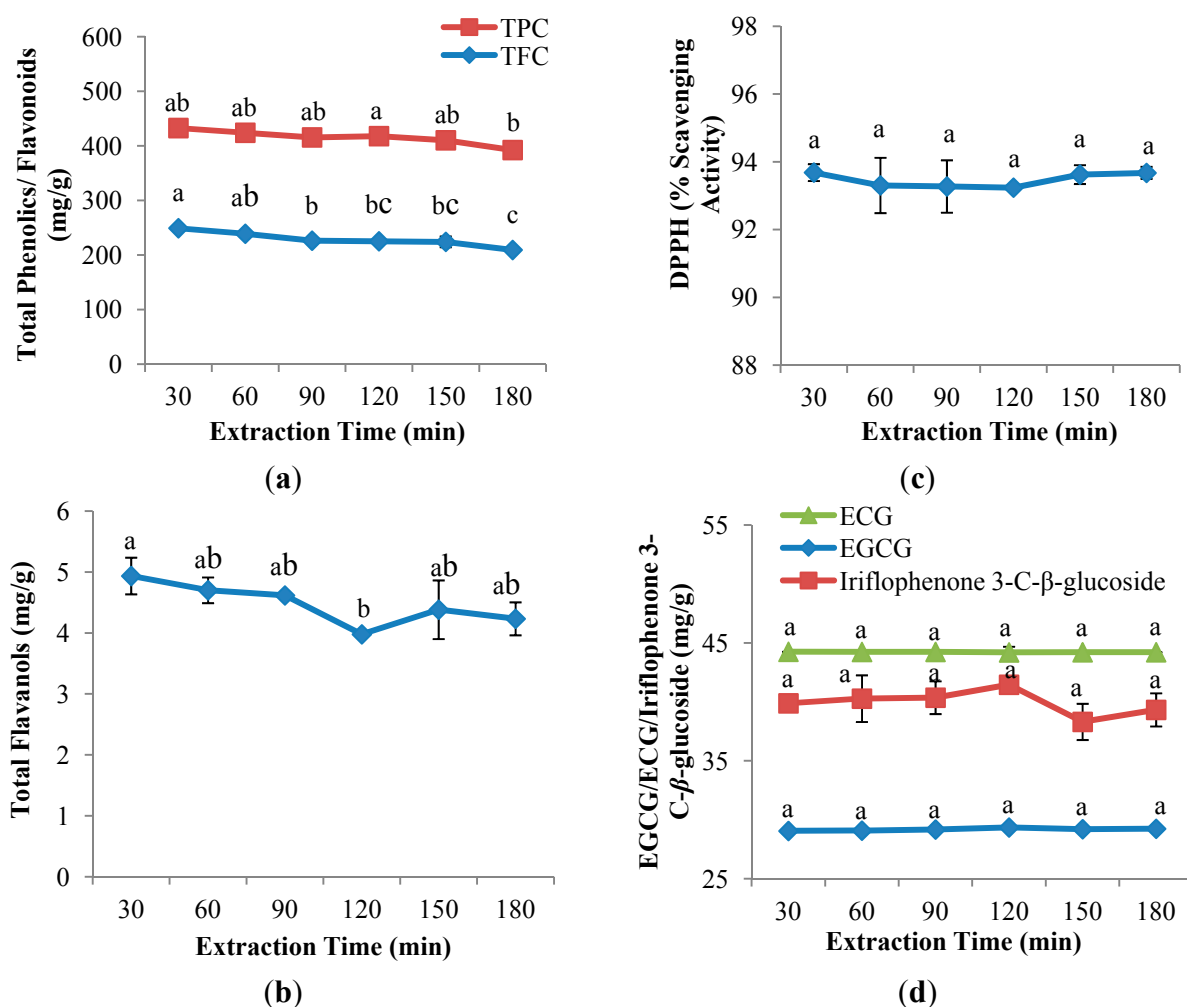 TPC
TFC
600
500
400
300
200
100
0
ab ab ab a ab b
a ab b bc bc c
30 60 90 120 150 180
Total Phenolics/ Flavonoids
(mg/g)
Extraction Time (min)
(a)
98
96
94
92
90
88
a a a a a a
30 60 90 120 150 180
DPPH (% Scavenging
Activity)
Extraction Time (min)
(c)
6
5
4
3
2
1
0
a ab ab b ab ab
30 60 90 120 150 180
Total Flavanols (mg/g)
Extraction Time (min)
(b)
ECG
EGCG
Iriflophenone 3-C-β-glucoside
55
45
35
25
a a a a a a
a a a a a a
a a a a a a
30 60 90 120 150 180
EGCG/ECG/Iriflophenone 3-
C-β-glucoside (mg/g)
Extraction Time (min)
(d)